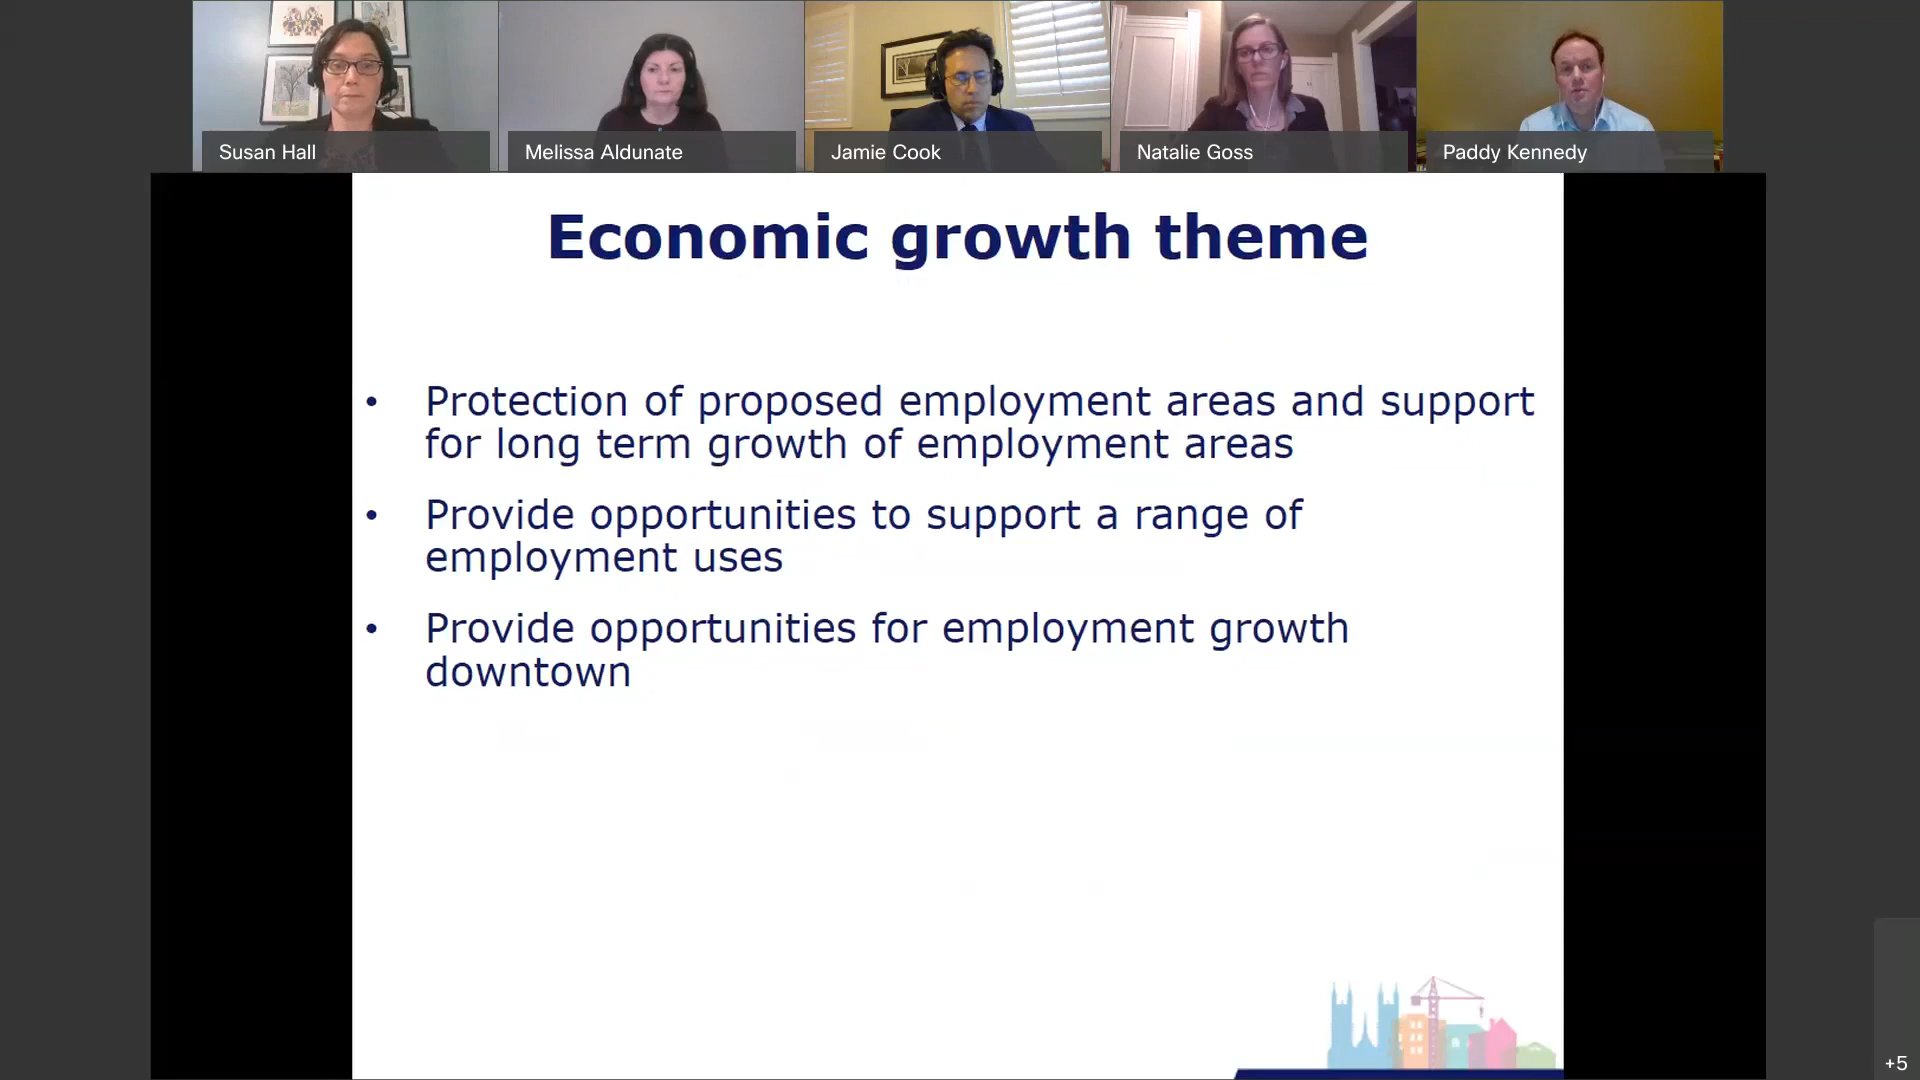 Susan Hall
Melissa Aldunate
Jamie Cook
Natalie Goss
Paddy Kennedy
Economic growth theme
• Protection of proposed employment areas and support
for long term growth of employment areas
• Provide opportunities to support a range of
employment uses
• Provide opportunities for employment growth
downtown
+5